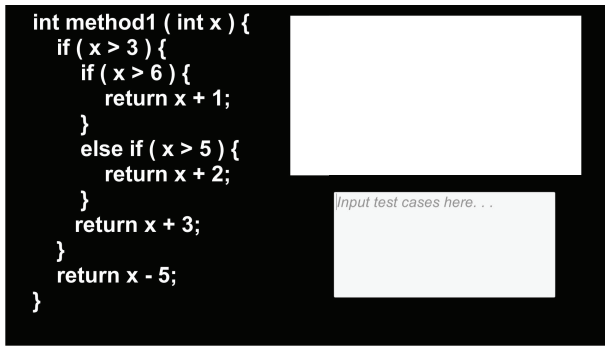 int method1 ( int x ) {
if ( x > 3 ) {
if ( x > 6 ) {
return x + 1;
}
else if ( x > 5 ) {
return x + 2;
}
return x + 3;
}
return x - 5;
}
Input test cases here. . .